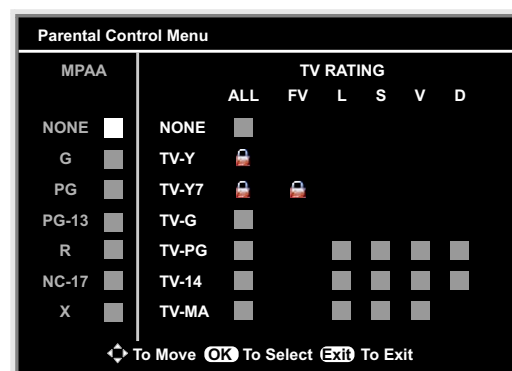 Parental Control Menu
MPAA TV RATING
ALL FV L S V D
NONE NONE
G TV-Y
PG TV-Y7
PG-13 TV-G
R TV-PG
NC-17 TV-14
X TV-MA
To Move OK To Select Exit To Exit